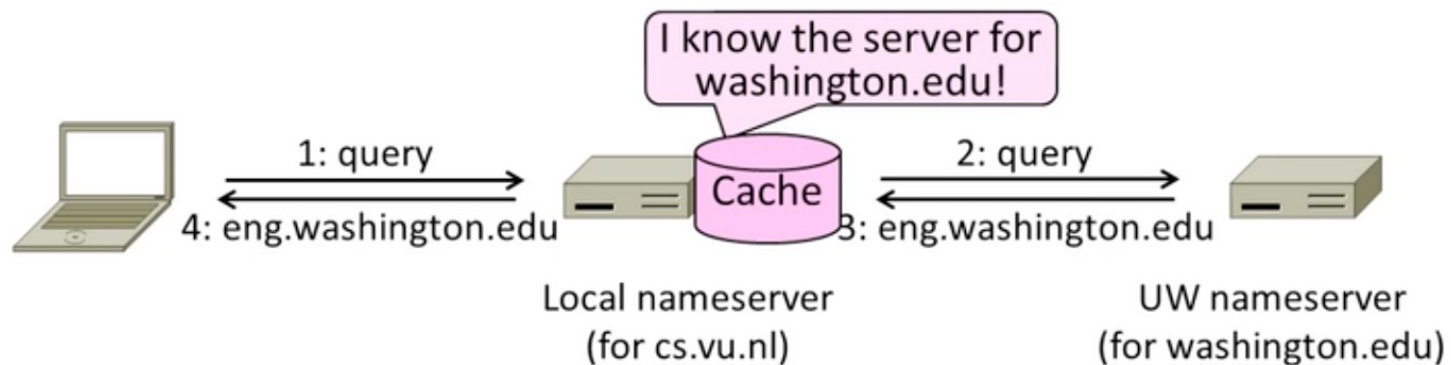 I know the server for
washington.edu!
1: query
Cache
2: query
4: eng.washington.edu
3: eng.washington.edu
Local nameserver
(for cs.vu.nl)
UW nameserver
(for washington.edu)